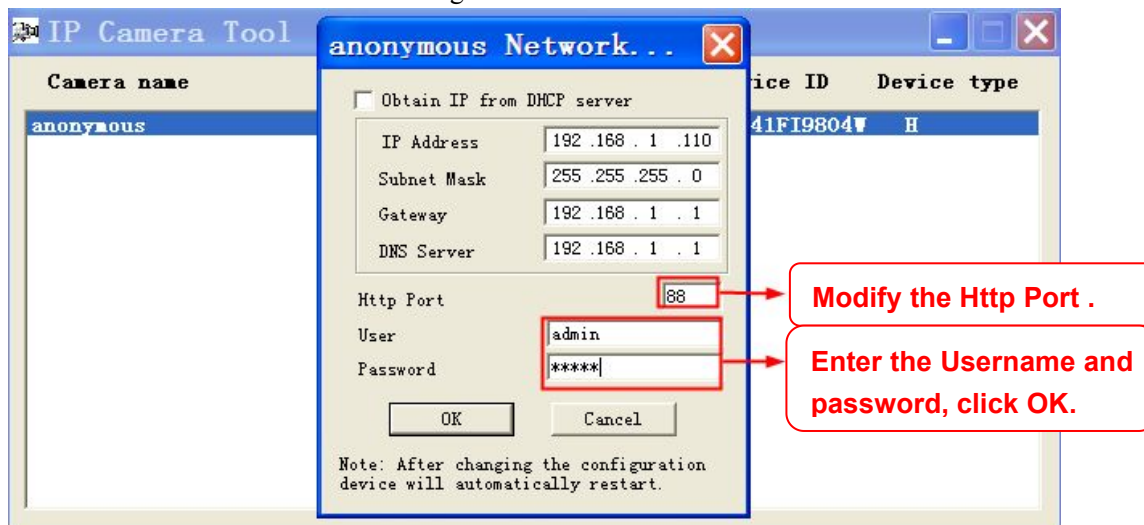 IP Camera Tool
anonymous Network...
Camera name
ice ID Device type
anonymous
41FI9804W H
Obtain IP from DHCP server
IP Address 192 .168 . 1 .110
Subnet Mask 255 .255 .255 . 0
Gateway 192 .168 . 1 . 1
DNS Server 192 .168 . 1 . 1
Http Port 88
Modify the Http Port .
User admin
Password *****
Enter the Username and
password, click OK.
OK Cancel
Note: After changing the configuration
device will automatically restart.